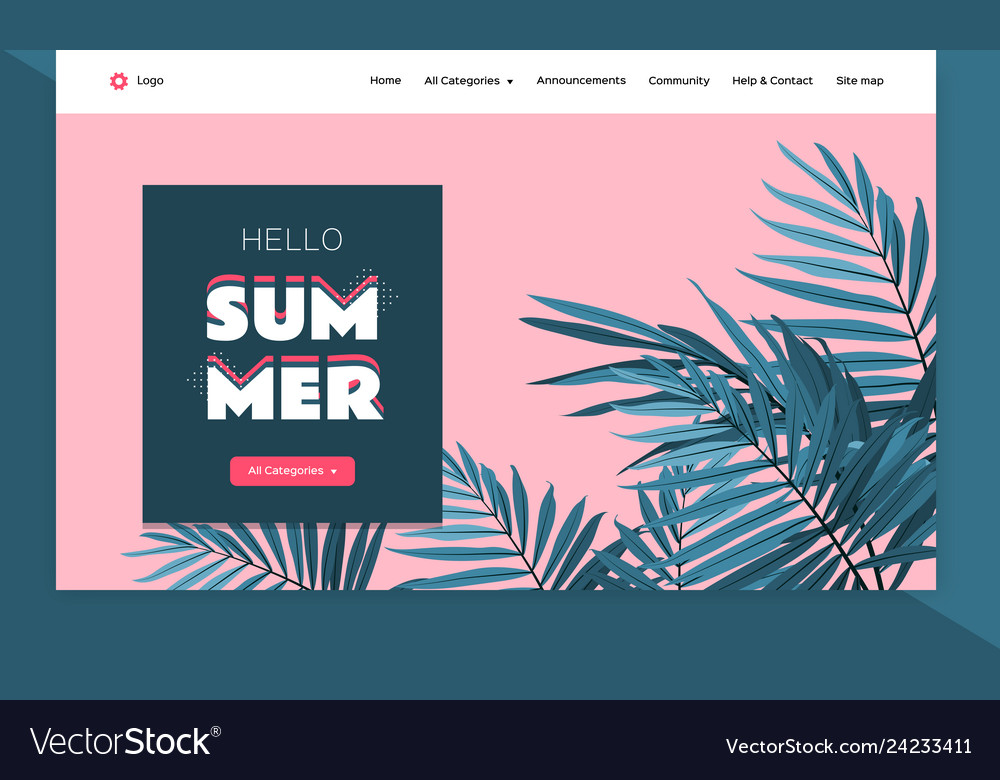 Logo
Home All Categories ▼ Announcements Community Help & Contact Site map
HELLO
SUM
MER
All Categories ▼
VectorStock®
VectorStock.com/24233411